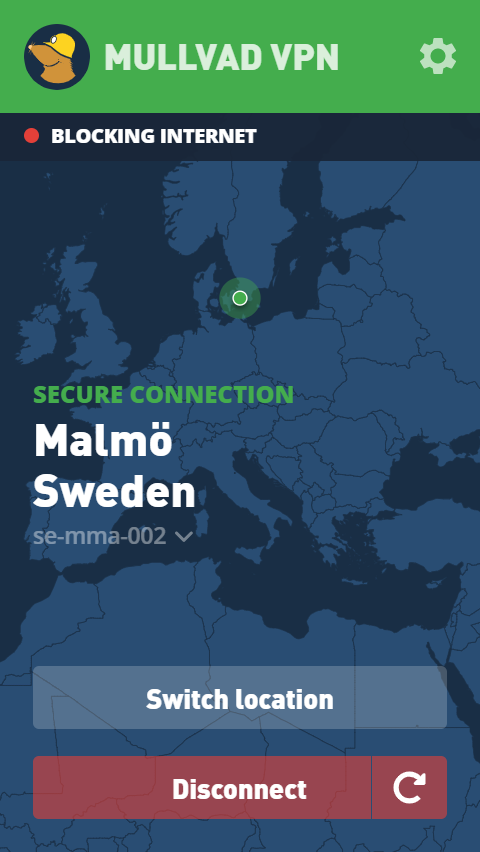 MULLVAD VPN
BLOCKING INTERNET
SECURE CONNECTION
Malmö
Sweden
se-mma-002
Switch location
Disconnect